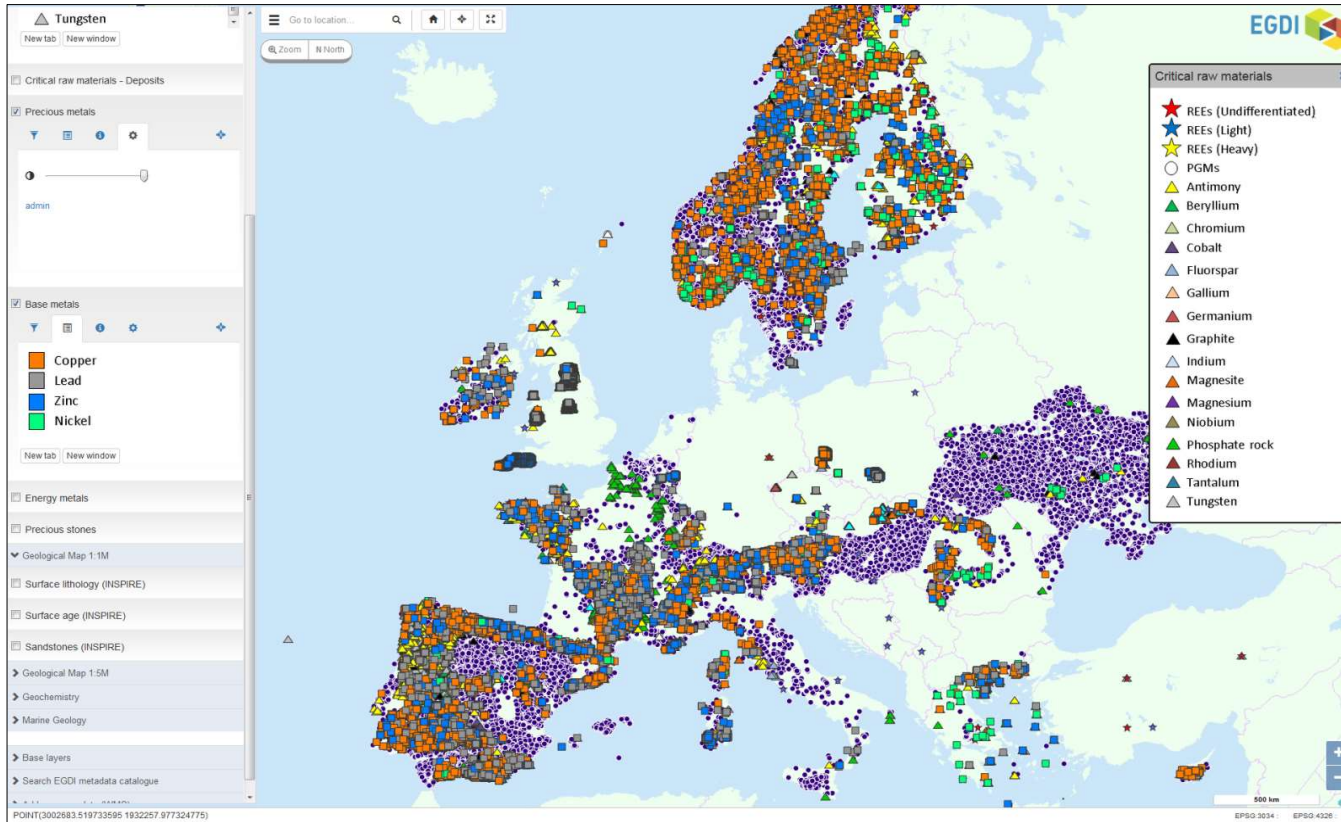 Tungsten
New tab New window
Critical raw materials - Deposits
Precious metals
admin
Base metals
Copper
Lead
Zinc
Nickel
New tab New window
Energy metals
Precious stones
Geological Map 1:1M
Surface lithology (INSPIRE)
Surface age (INSPIRE)
Sandstones (INSPIRE)
Geological Map 1:5M
Geochemistry
Marine Geology
Base layers
Search EGDI metadata catalogue
POINT(3002683.519733595 1932257.977324775)
Go to location...
Zoom N North
EGDI
Critical raw materials
REEs (Undifferentiated)
REEs (Light)
REEs (Heavy)
PGMs
Antimony
Beryllium
Chromium
Cobalt
Fluorspar
Gallium
Germanium
Graphite
Indium
Magnesite
Magnesium
Niobium
Phosphate rock
Rhodium
Tantalum
Tungsten
500 km
EPSG:3034 : EPSG:4326 :